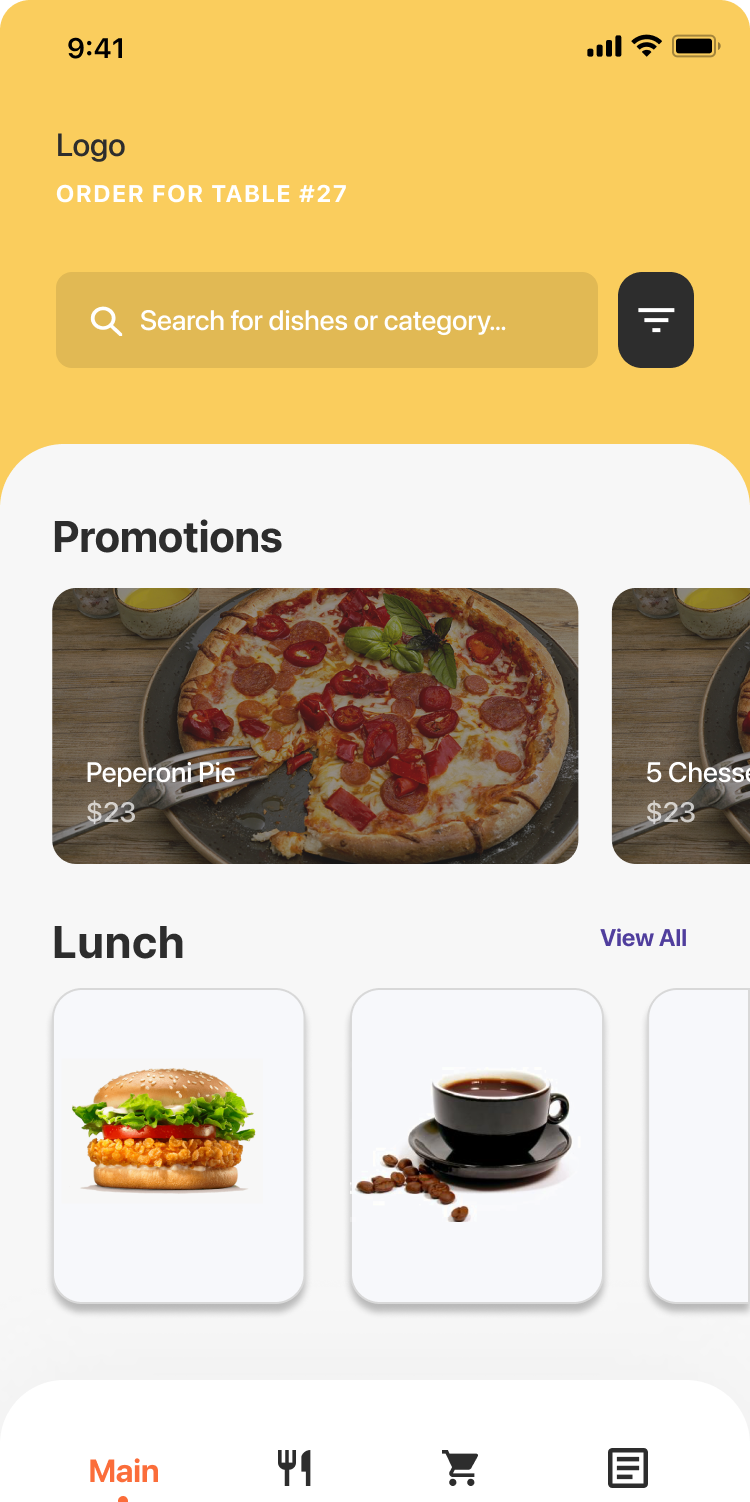 9:41
Logo
ORDER FOR TABLE #27
Search for dishes or category...
Promotions
Peperoni Pie
$23
5 Chesse
$23
Lunch
View All
Main